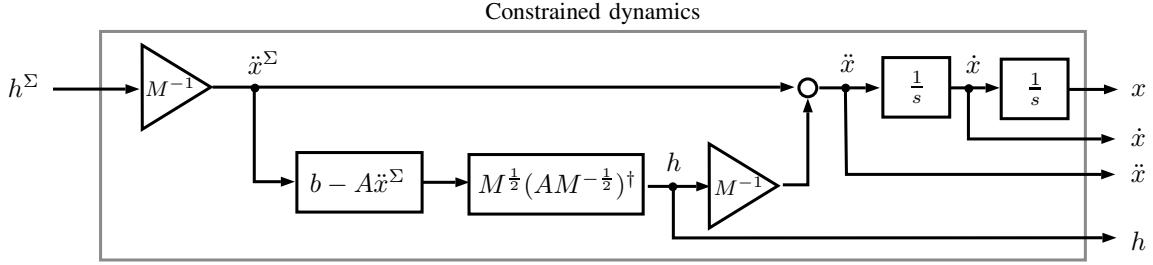 Constrained dynamics
h^Σ
M^{-1}
ẍ^Σ
ẍ
1/s
ẋ
1/s
x
ẋ
ẍ
b − Aẍ^Σ
M^{1/2}(AM^{-1/2})^†
h
M^{-1}
h